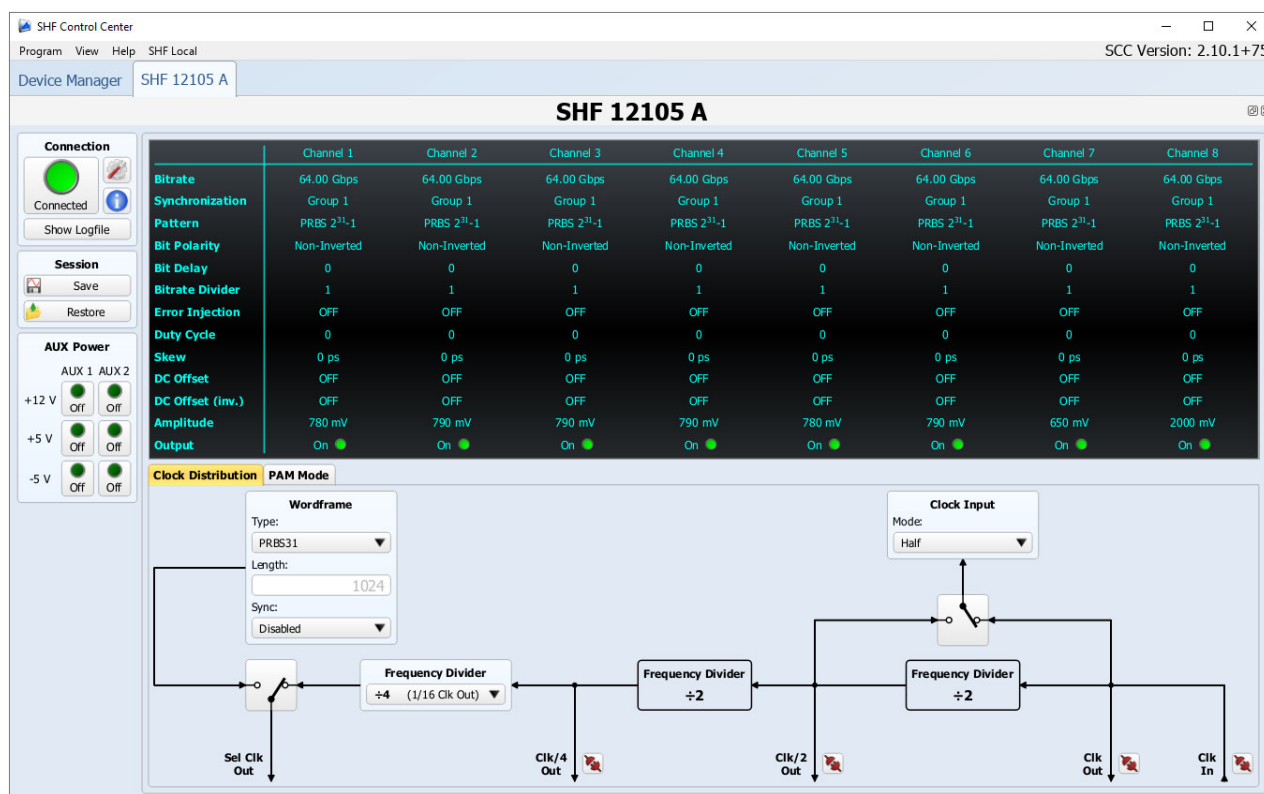 SHF Control Center
Program View Help SHF Local
SCC Version: 2.10.1+75
Device Manager SHF 12105 A
SHF 12105 A
Connection
Connected
Show Logfile
Session
Save
Restore
AUX Power
AUX 1 AUX 2
+12 V Off Off
+5 V Off Off
-5 V Off Off
Channel 1 Channel 2 Channel 3 Channel 4 Channel 5 Channel 6 Channel 7 Channel 8
Bitrate 64.00 Gbps 64.00 Gbps 64.00 Gbps 64.00 Gbps 64.00 Gbps 64.00 Gbps 64.00 Gbps 64.00 Gbps
Synchronization Group 1 Group 1 Group 1 Group 1 Group 1 Group 1 Group 1 Group 1
Pattern PRBS 2³¹-1 PRBS 2³¹-1 PRBS 2³¹-1 PRBS 2³¹-1 PRBS 2³¹-1 PRBS 2³¹-1 PRBS 2³¹-1 PRBS 2³¹-1
Bit Polarity Non-Inverted Non-Inverted Non-Inverted Non-Inverted Non-Inverted Non-Inverted Non-Inverted Non-Inverted
Bit Delay 0 0 0 0 0 0 0 0
Bitrate Divider 1 1 1 1 1 1 1 1
Error Injection OFF OFF OFF OFF OFF OFF OFF OFF
Duty Cycle 0 0 0 0 0 0 0 0
Skew 0 ps 0 ps 0 ps 0 ps 0 ps 0 ps 0 ps 0 ps
DC Offset OFF OFF OFF OFF OFF OFF OFF OFF
DC Offset (inv.) OFF OFF OFF OFF OFF OFF OFF OFF
Amplitude 780 mV 790 mV 790 mV 790 mV 780 mV 790 mV 650 mV 2000 mV
Output On On On On On On On On
Clock Distribution PAM Mode
Wordframe
Type:
PRBS31
Length:
1024
Sync:
Disabled
Clock Input
Mode:
Half
Frequency Divider
÷4 (1/16 Clk Out)
Frequency Divider
÷2
Frequency Divider
÷2
Sel Clk
Out
Clk/4
Out
Clk/2
Out
Clk
Out
Clk
In